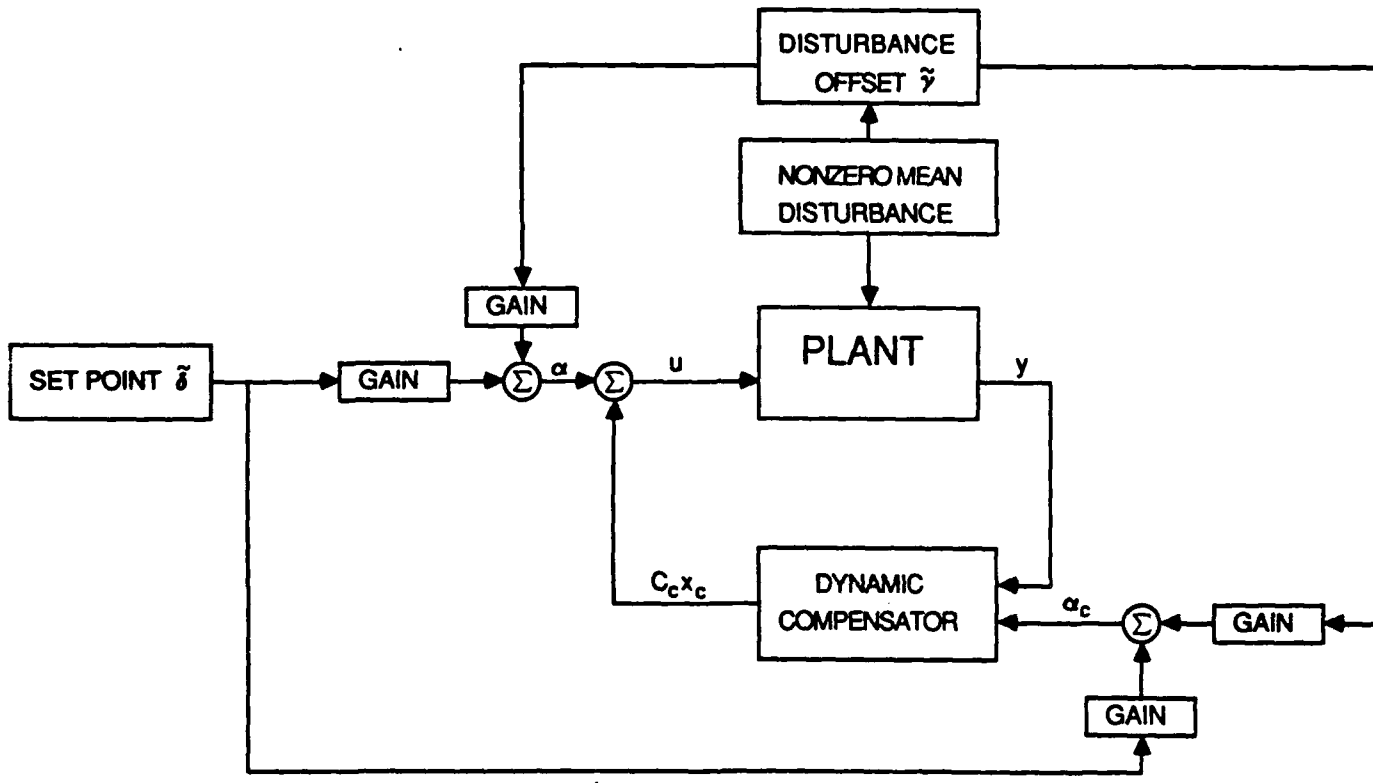 DISTURBANCE
OFFSET γ̃
NONZERO MEAN
DISTURBANCE
GAIN
PLANT
SET POINT δ̃
GAIN
Σ
α
Σ
u
y
C_c x_c
DYNAMIC
COMPENSATOR
α_c
Σ
GAIN
GAIN